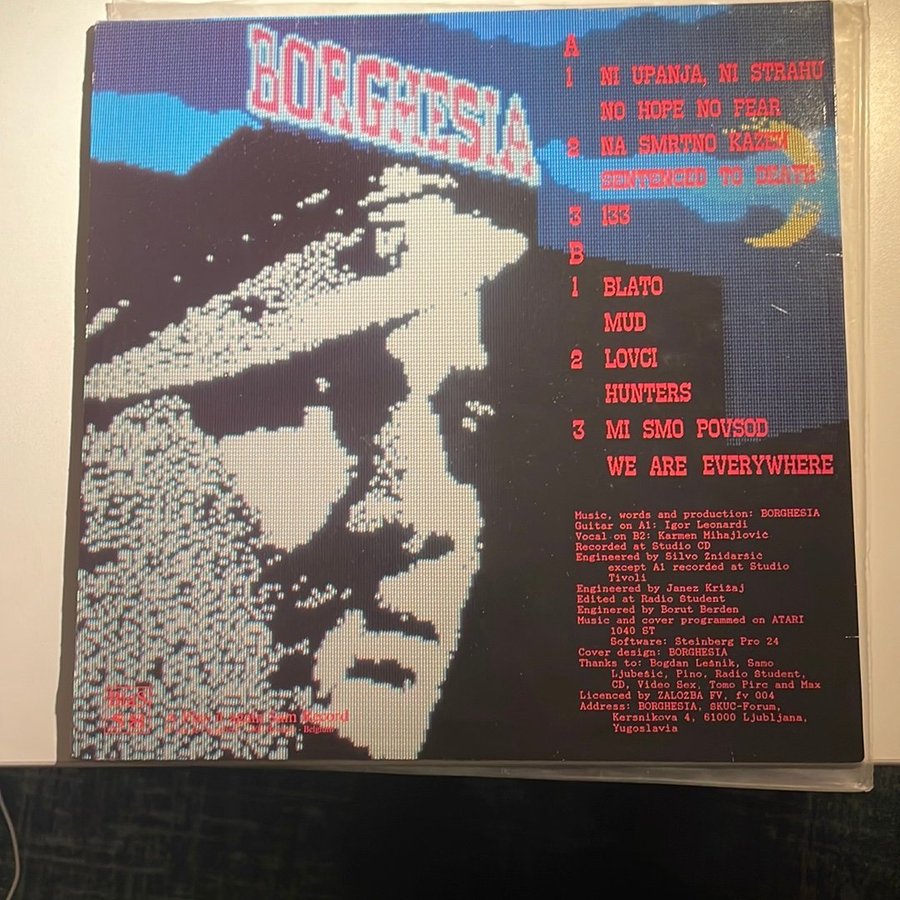 BORGHESIA
A
1 NI UPANJA, NI STRAHU
NO HOPE NO FEAR
2 NA SMRTNO KAZEN
SENTENCED TO DEATH
3 133
B
1 BLATO
MUD
2 LOVCI
HUNTERS
3 MI SMO POVSOD
WE ARE EVERYWHERE
Music, words and production: BORGHESIA
Guitar on A1: Igor Leonardi
Vocal on B2: Karmen Mihajlović
Recorded at Studio CD
Engineered by Silvo Znidarsić
except A1 recorded at Studio
Tivoli
Engineered by Janez Križaj
Edited at Radio Student
Enginered by Borut Berden
Music and cover programmed on ATARI
1040 ST
Software: Steinberg Pro 24
Cover design: BORGHESIA
Thanks to: Bogdan Lešnik, Samo
Ljubešić, Pino, Radio Student,
CD, Video Sex, Tomo Pirc and Max
Licenced by ZALOZBA FV, fv 004
Address: BORGHESIA, SKUC-Forum,
Kersnikova 4, 61000 Ljubljana,
Yugoslavia
A Play It Again Sam Record
Belgium